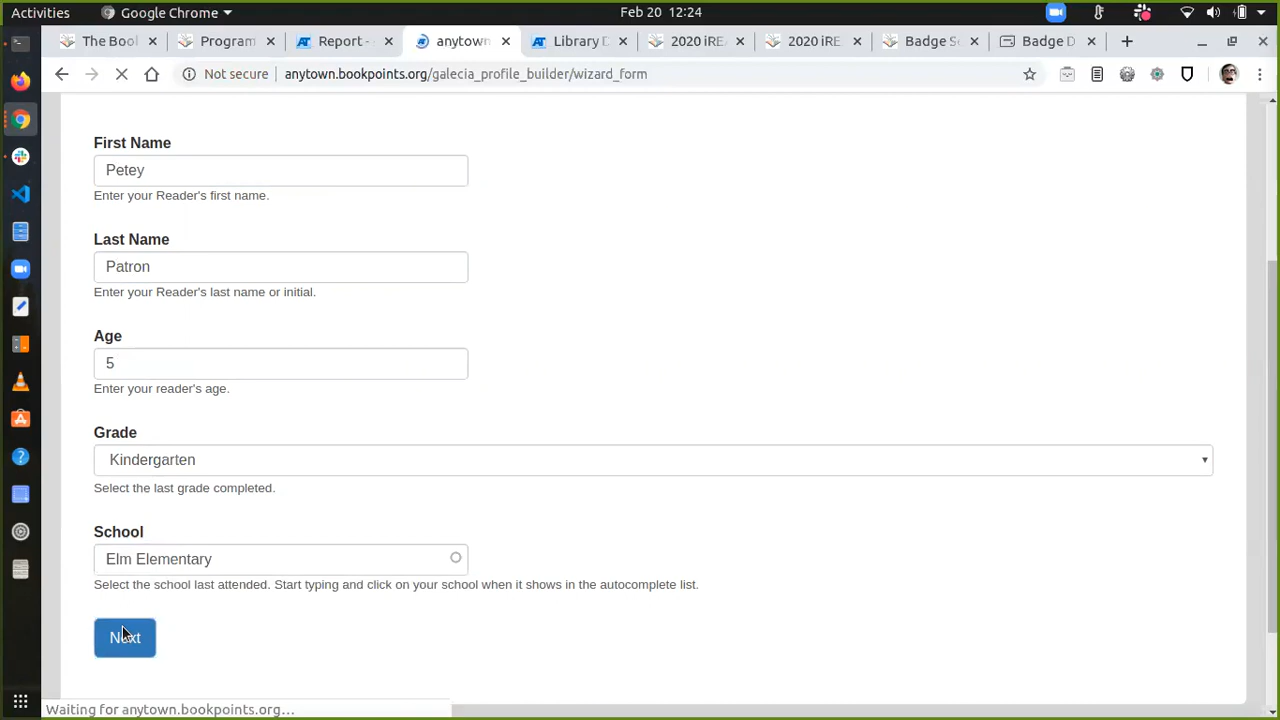 Activities
Google Chrome
Feb 20 12:24
The Bool
Program
Report -
anytown
Library D
2020 iRE
2020 iRE
Badge Se
Badge D
Not secure
anytown.bookpoints.org/galecia_profile_builder/wizard_form
First Name
Petey
Enter your Reader's first name.
Last Name
Patron
Enter your Reader's last name or initial.
Age
5
Enter your reader's age.
Grade
Kindergarten
Select the last grade completed.
School
Elm Elementary
Select the school last attended. Start typing and click on your school when it shows in the autocomplete list.
Next
Waiting for anytown.bookpoints.org...